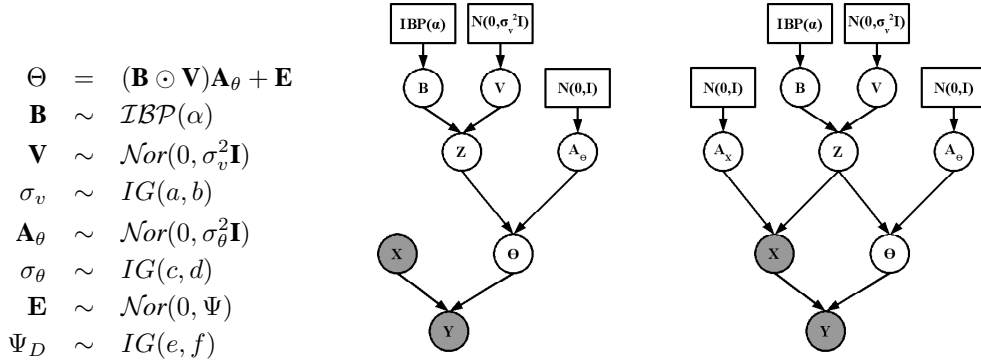 Θ = (B ⊙ V)A_θ + E
B ∼ IBP(α)
V ∼ Nor(0, σ_v^2 I)
σ_v ∼ IG(a, b)
A_θ ∼ Nor(0, σ_θ^2 I)
σ_θ ∼ IG(c, d)
E ∼ Nor(0, Ψ)
Ψ_D ∼ IG(e, f)
IBP(α) N(0,σ_v^2 I)
B V N(0,I)
Z A_Θ
X Θ
Y
IBP(α) N(0,σ_v^2 I)
N(0,I) B V N(0,I)
A_X Z A_Θ
X Θ
Y